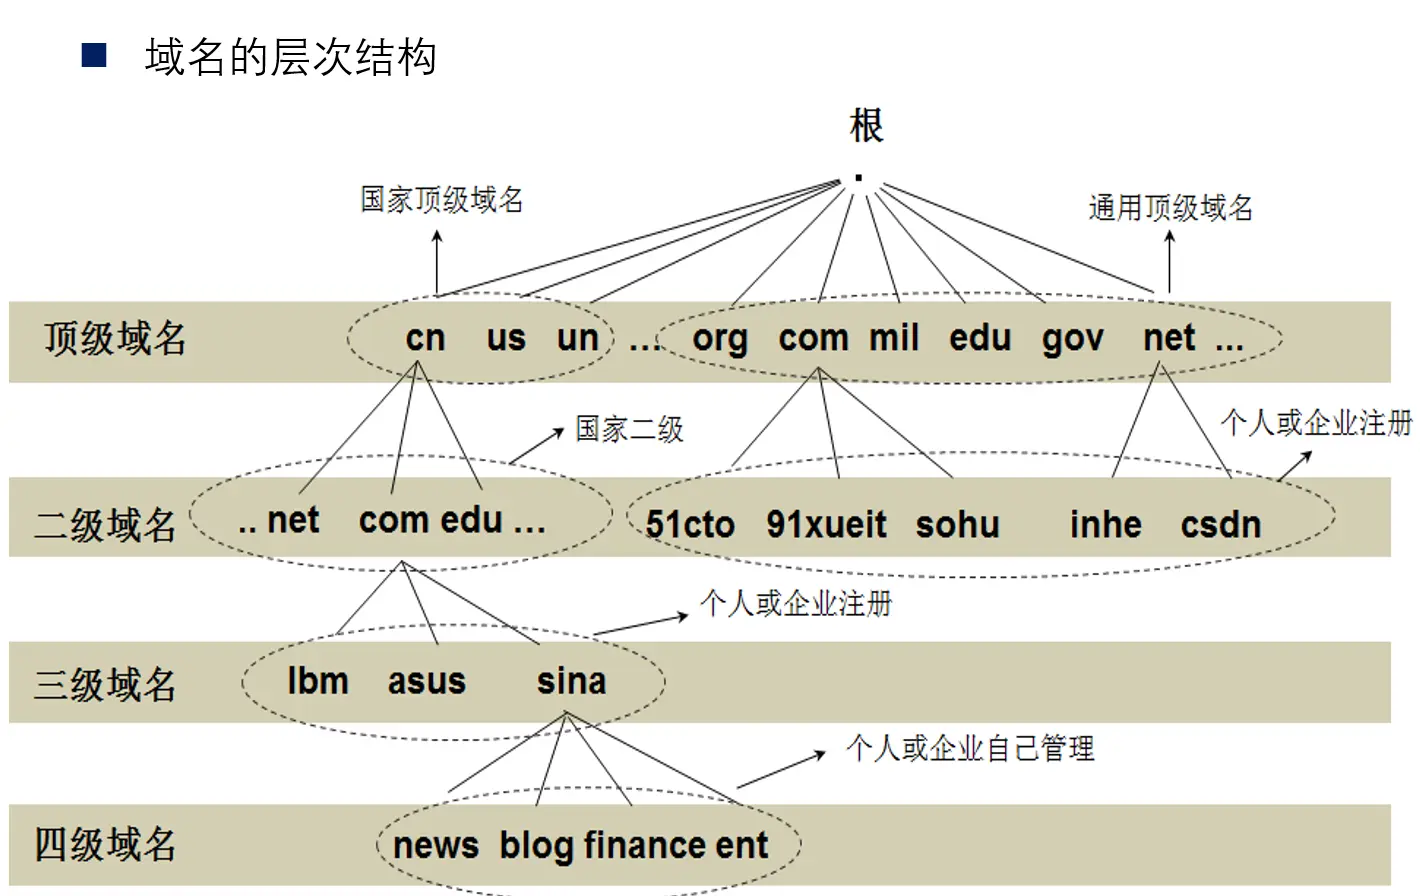 域名的层次结构
根
.
国家顶级域名
通用顶级域名
顶级域名 cn us un ... org com mil edu gov net ...
国家二级
个人或企业注册
二级域名 .. net com edu ... 51cto 91xueit sohu inhe csdn
个人或企业注册
三级域名 lbm asus sina
个人或企业自己管理
四级域名 news blog finance ent